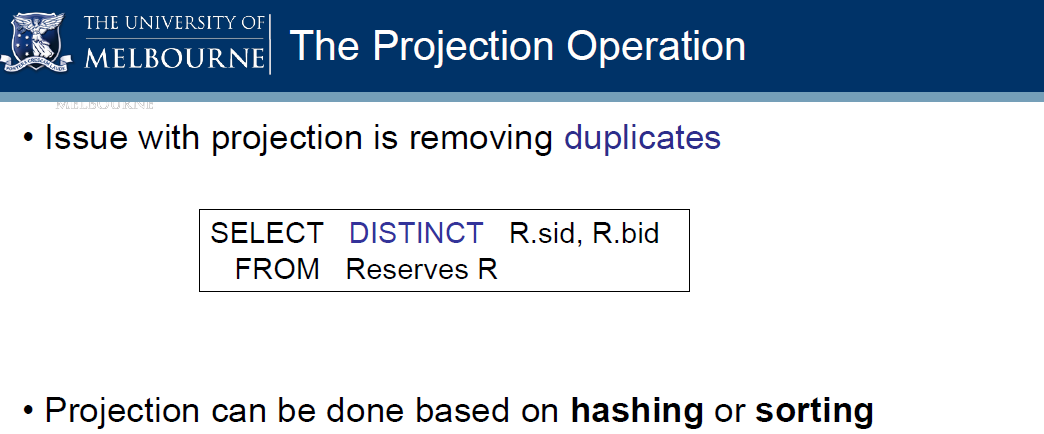 THE UNIVERSITY OF
MELBOURNE
The Projection Operation
MELBOURNE
• Issue with projection is removing duplicates
SELECT DISTINCT R.sid, R.bid
FROM Reserves R
• Projection can be done based on hashing or sorting